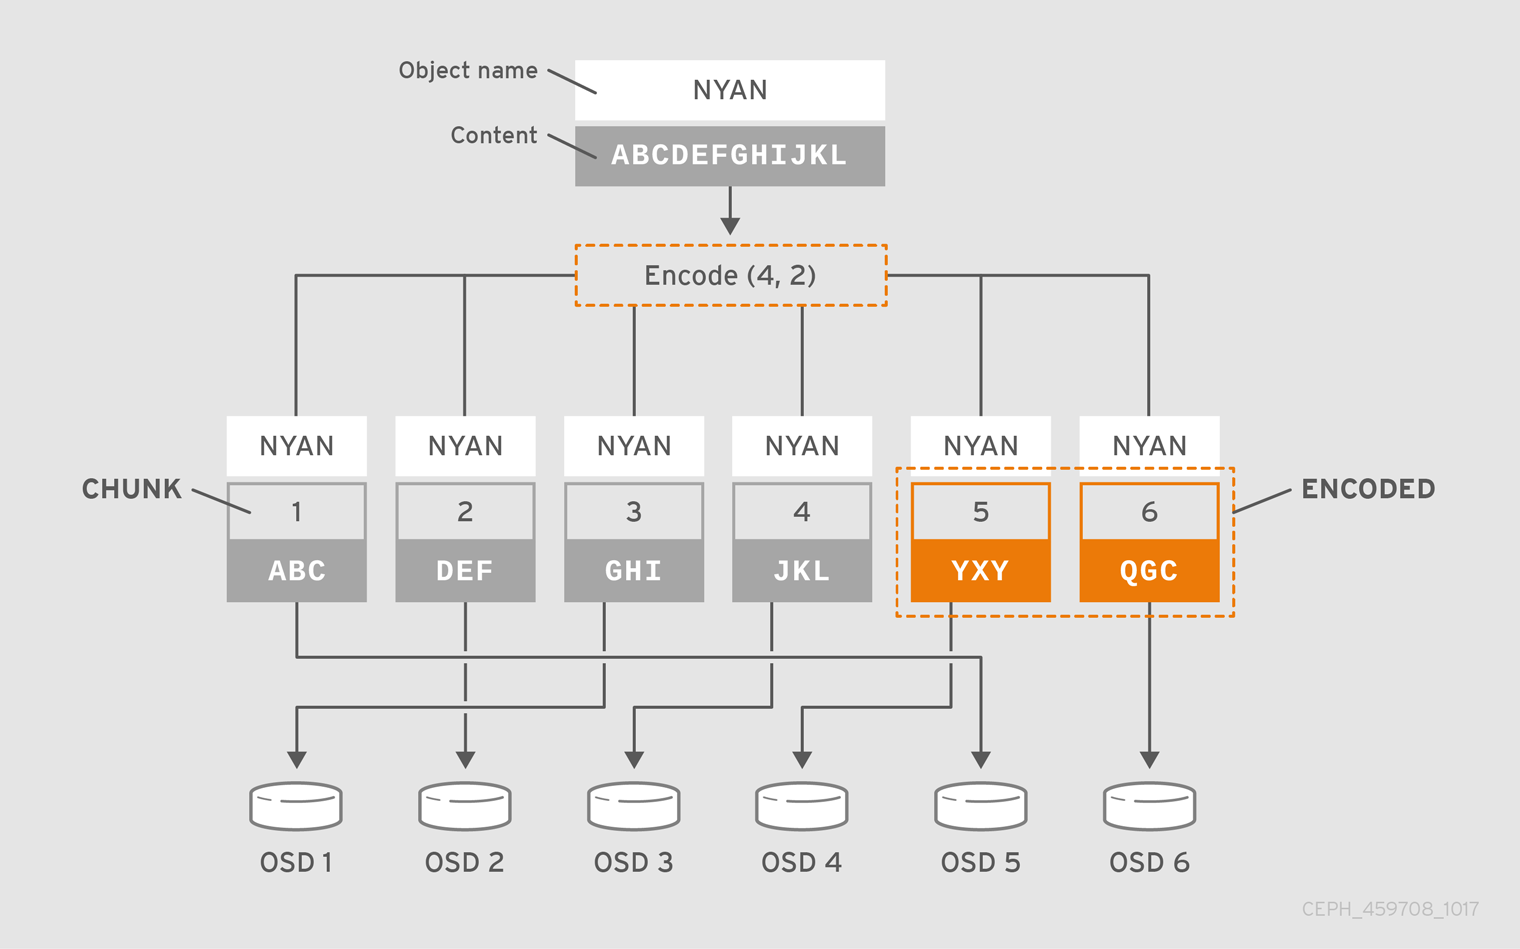 Object name
NYAN
Content
ABCDEFGHIJKL
Encode (4, 2)
NYAN NYAN NYAN NYAN NYAN NYAN
CHUNK
1 2 3 4 5 6
ENCODED
ABC DEF GHI JKL YXY QGC
OSD 1 OSD 2 OSD 3 OSD 4 OSD 5 OSD 6
CEPH_459708_1017